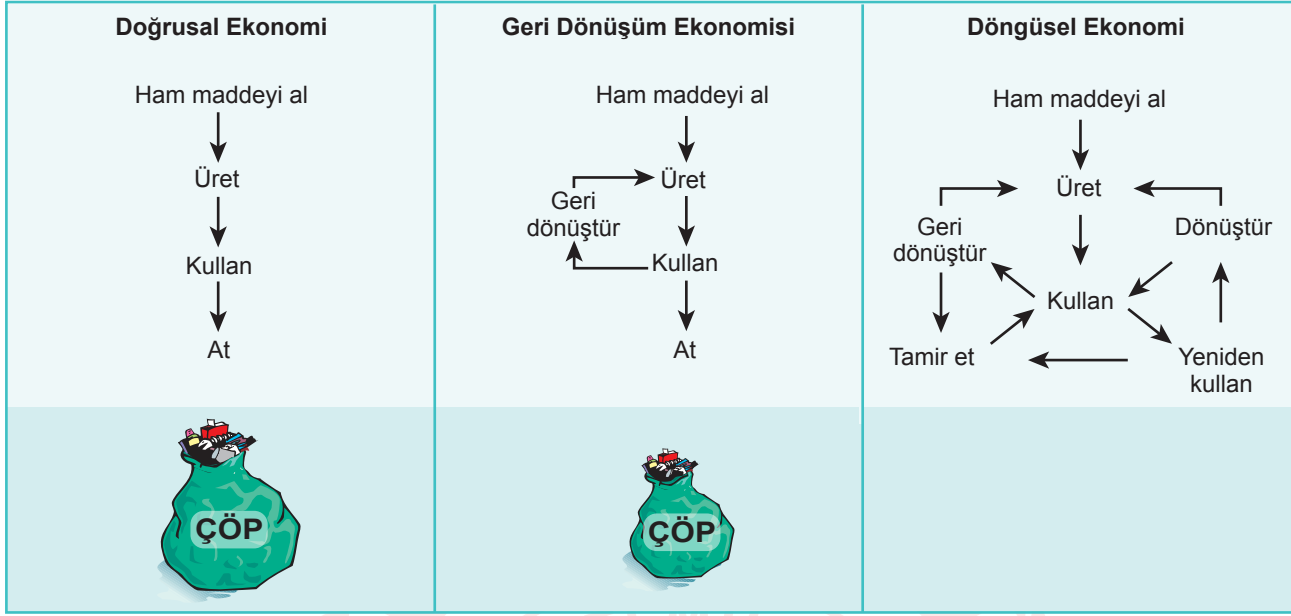 Doğrusal Ekonomi
Ham maddeyi al
Üret
Kullan
At
ÇÖP
Geri Dönüşüm Ekonomisi
Ham maddeyi al
Üret
Geri
dönüştür
Kullan
At
ÇÖP
Döngüsel Ekonomi
Ham maddeyi al
Üret
Geri
dönüştür
Dönüştür
Kullan
Tamir et
Yeniden
kullan